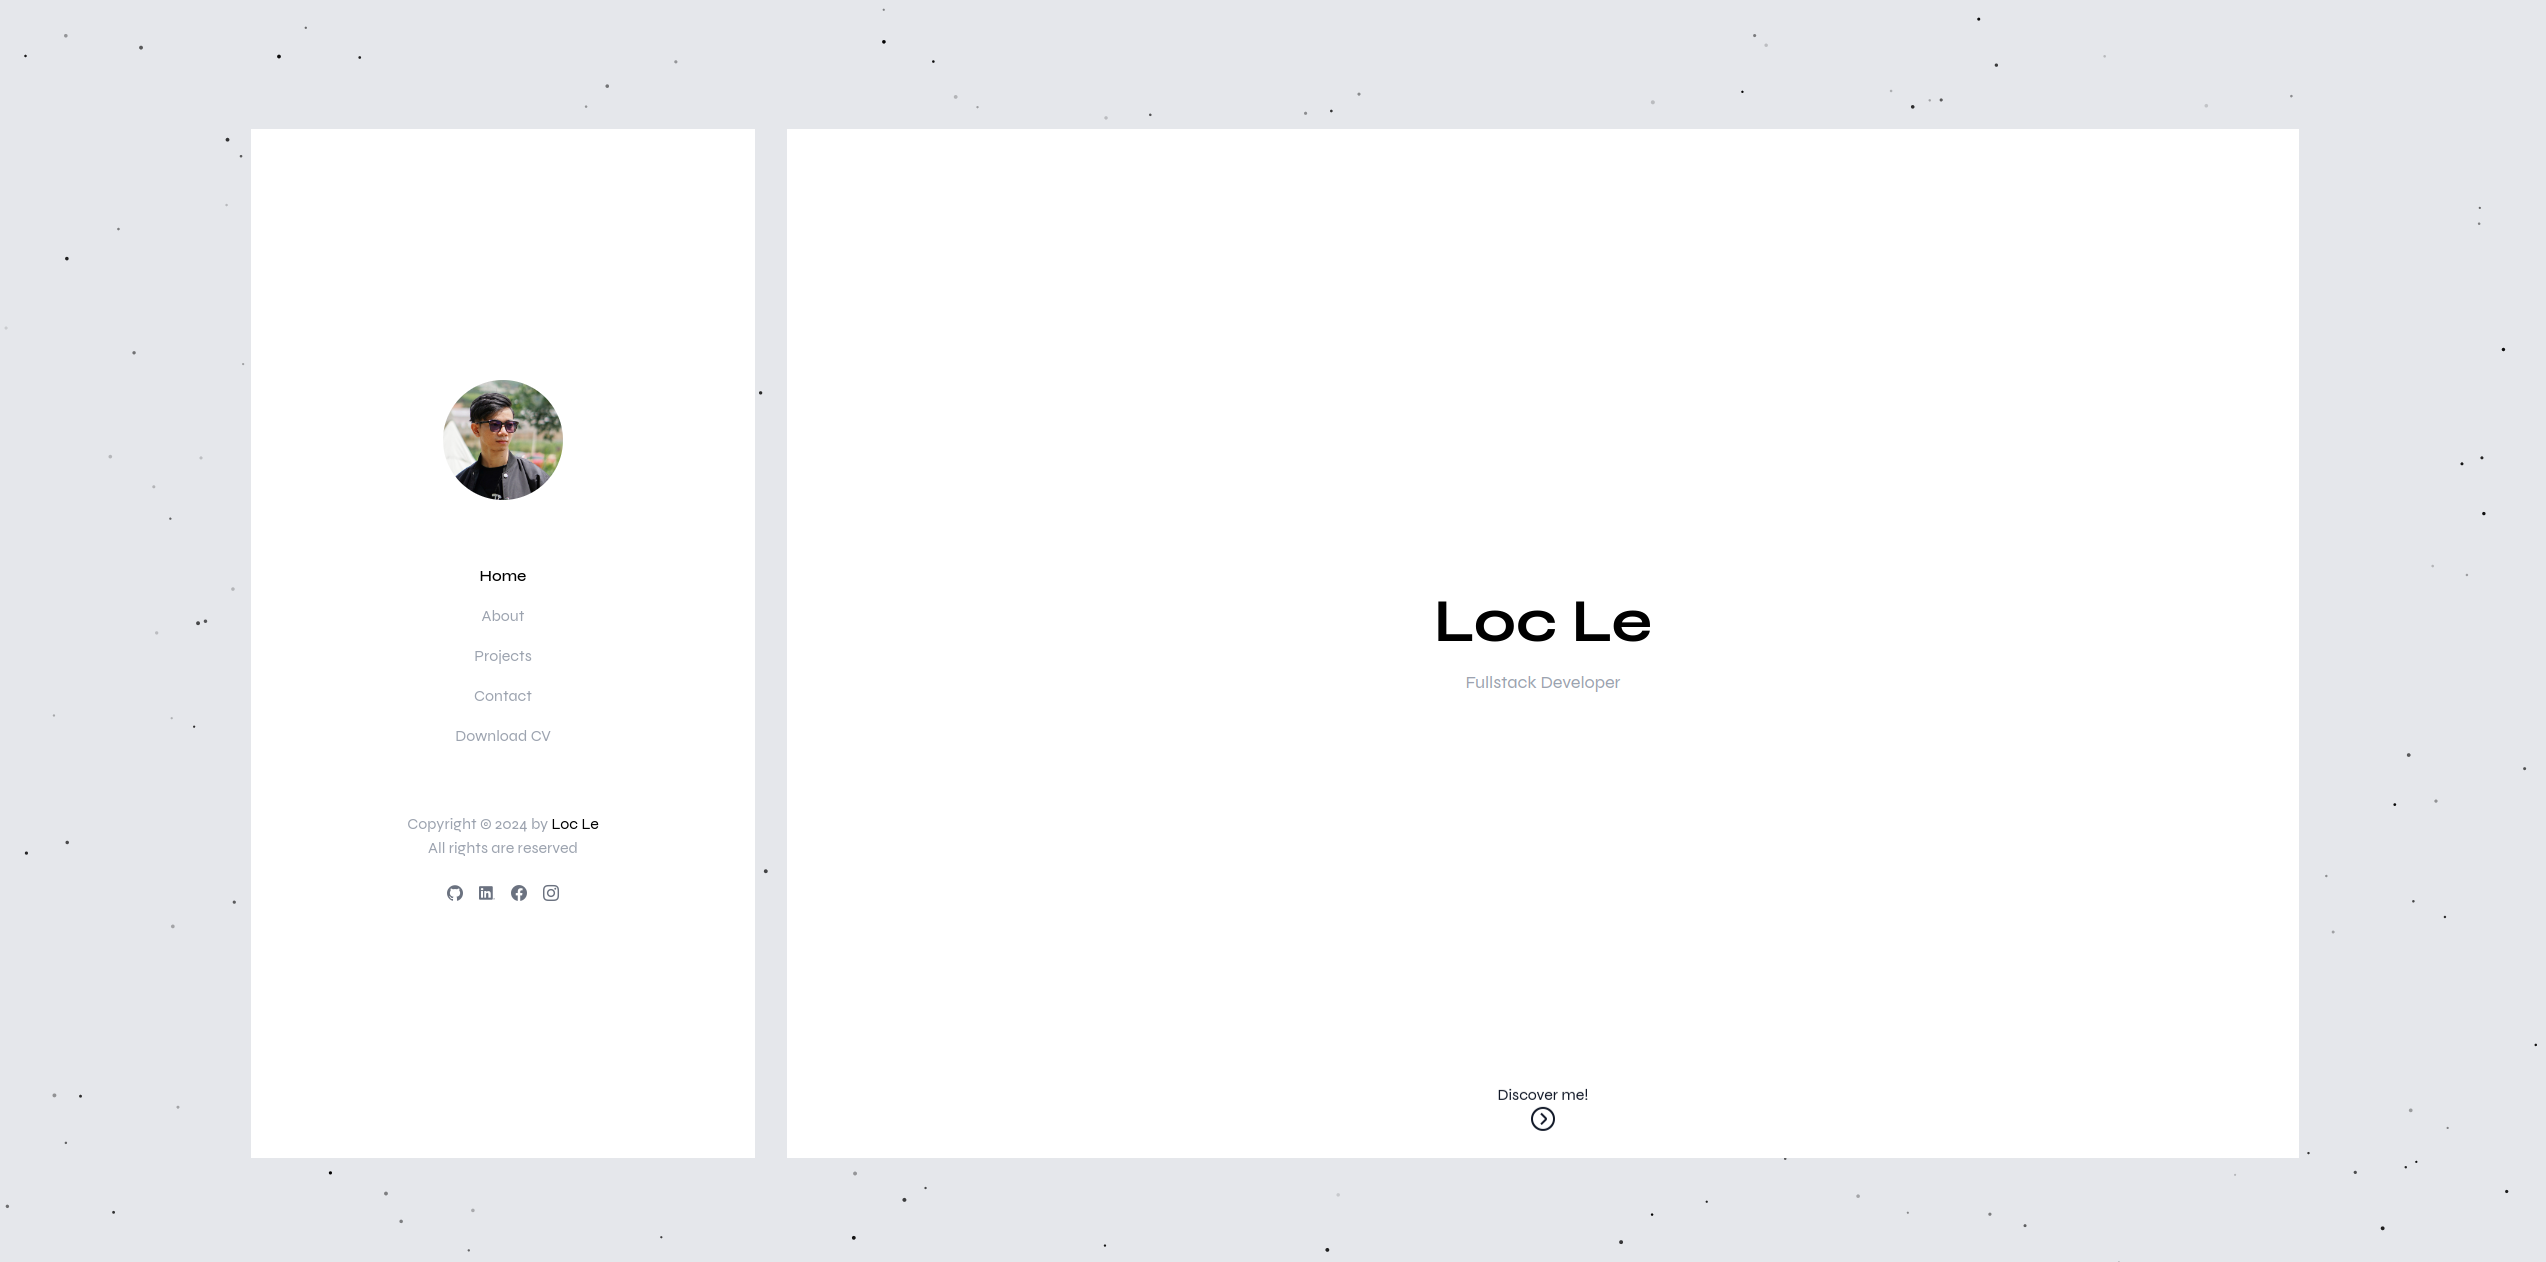 Home
About
Projects
Contact
Download CV
Copyright © 2024 by Loc Le
All rights are reserved
Loc Le
Fullstack Developer
Discover me!